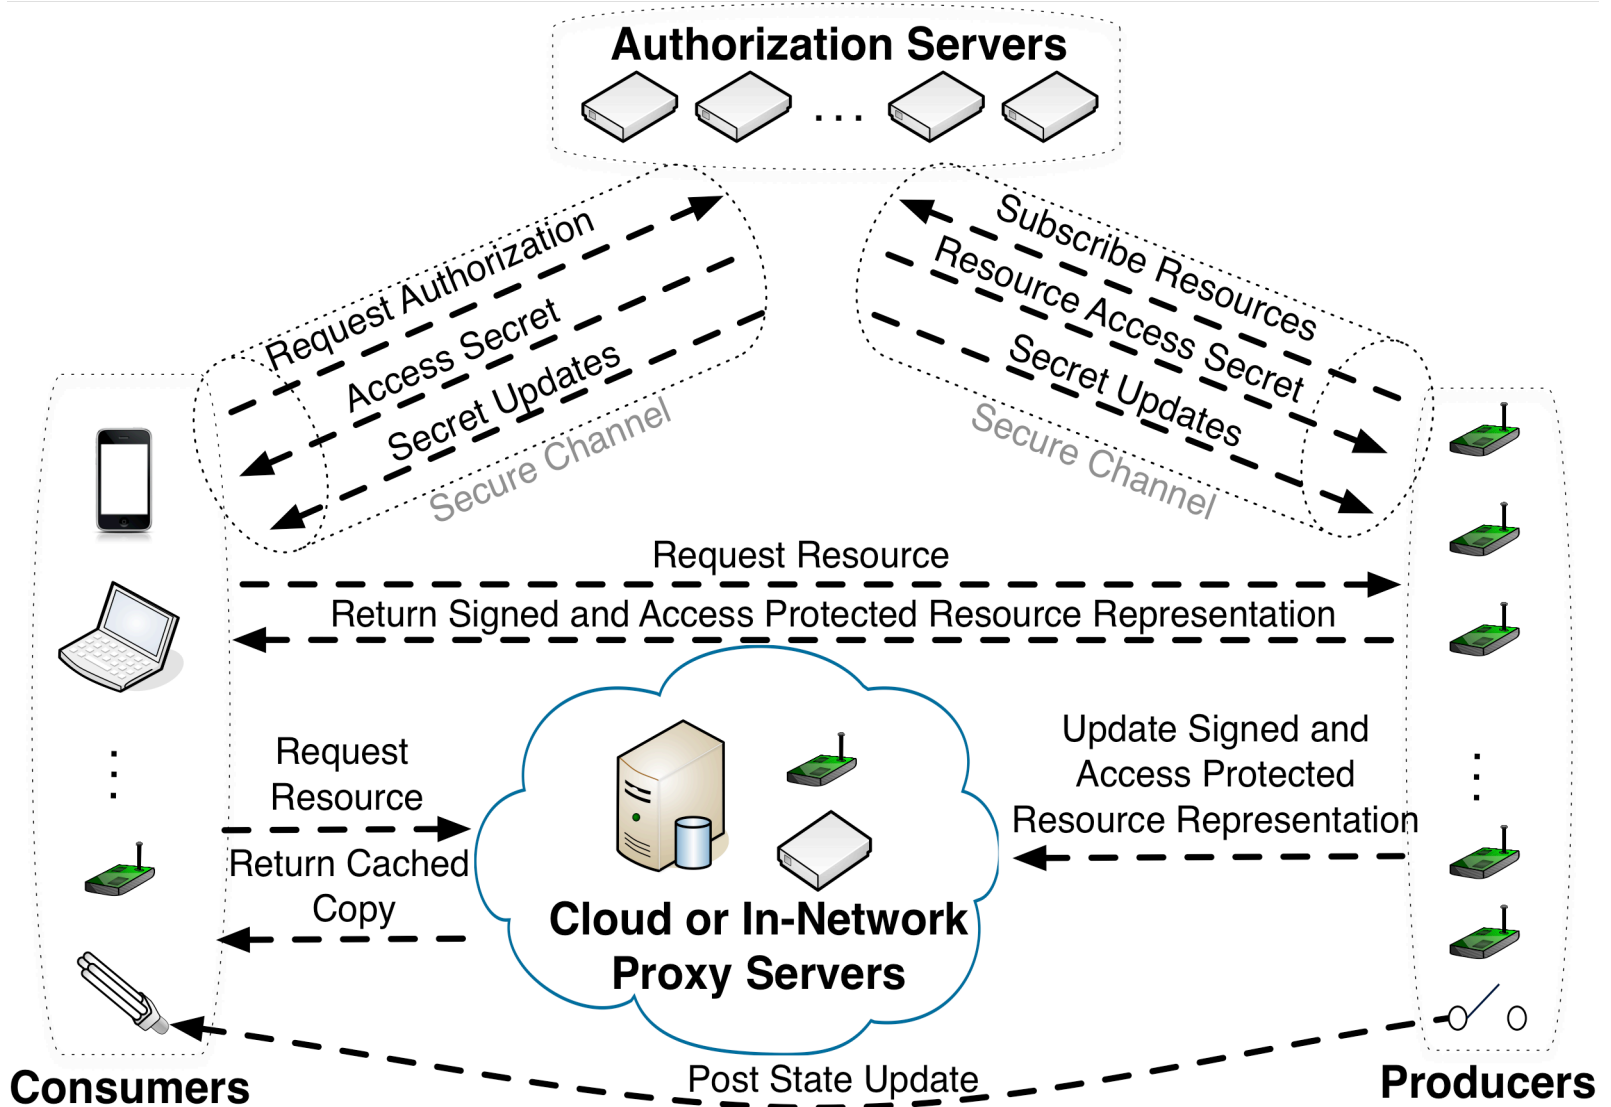 Authorization Servers
...
Request Authorization
Access Secret
Secret Updates
Secure Channel
Subscribe Resources
Resource Access Secret
Secret Updates
Secure Channel
Request Resource
Return Signed and Access Protected Resource Representation
Request
Resource
Return Cached
Copy
Update Signed and
Access Protected
Resource Representation
Cloud or In-Network
Proxy Servers
Post State Update
Consumers
Producers